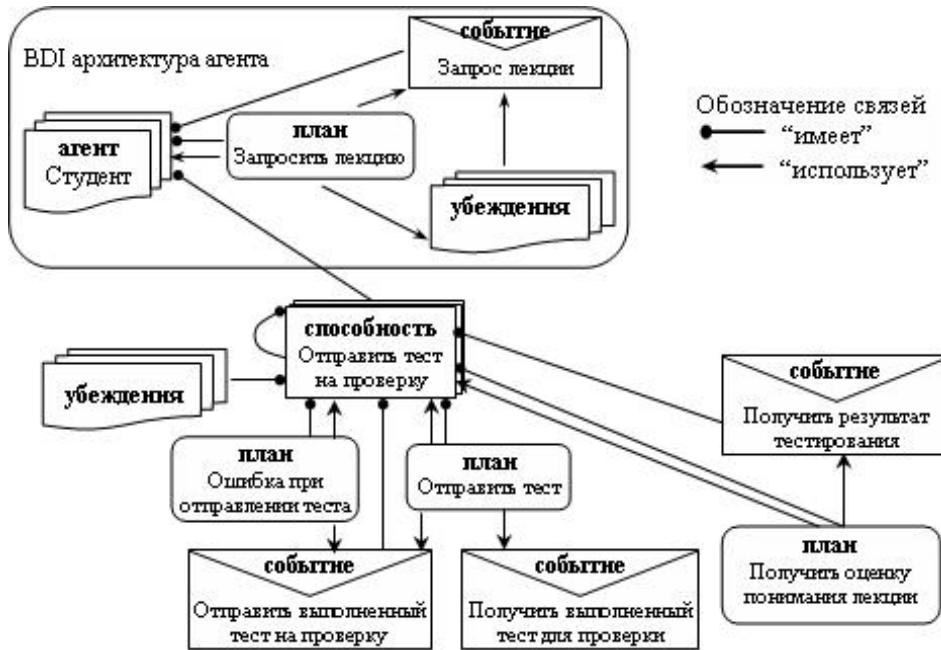 событие
Запрос лекции
BDI архитектура агента
план
Запросить лекцию
агент
Студент
убеждения
Обозначение связей
“имеет”
“использует”
способность
Отправить тест
на проверку
убеждения
событие
Получить результат
тестирования
план
Ошибка при
отправлении теста
план
Отправить тест
событие
Отправить выполненный
тест на проверку
событие
Получить выполненный
тест для проверки
план
Получить оценку
понимания лекции